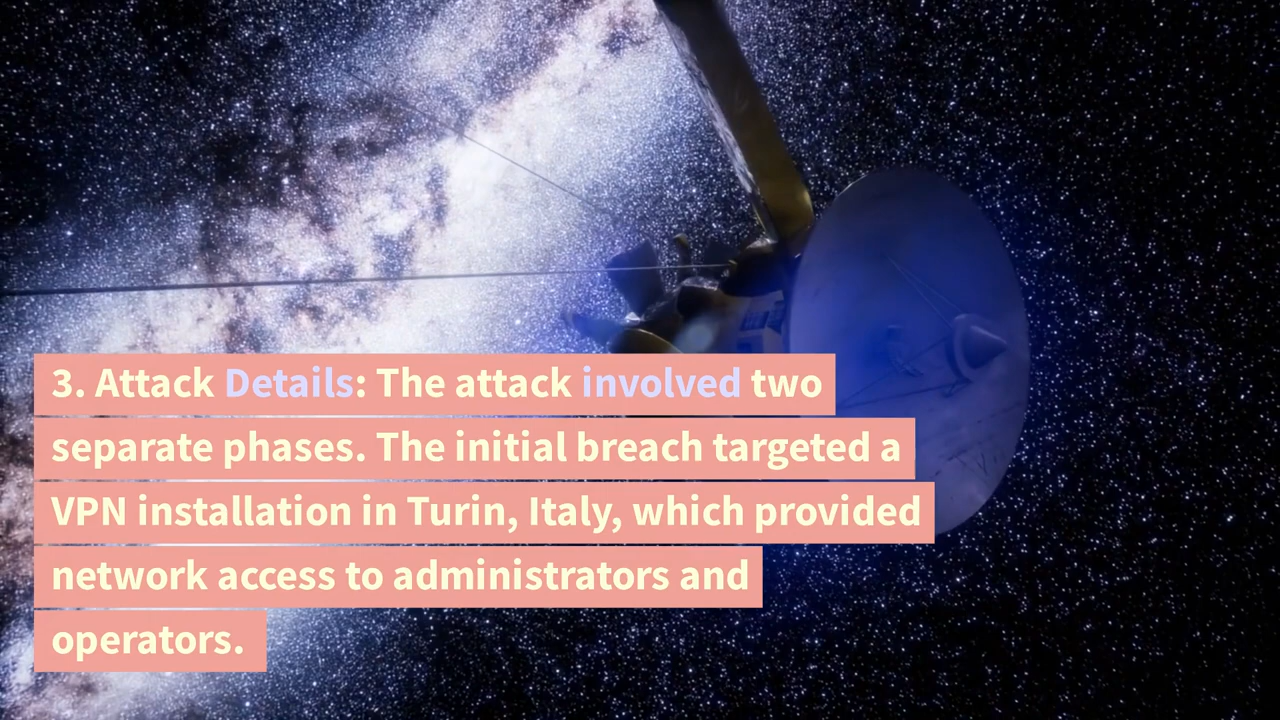 3. Attack Details: The attack involved two
separate phases. The initial breach targeted a
VPN installation in Turin, Italy, which provided
network access to administrators and
operators.